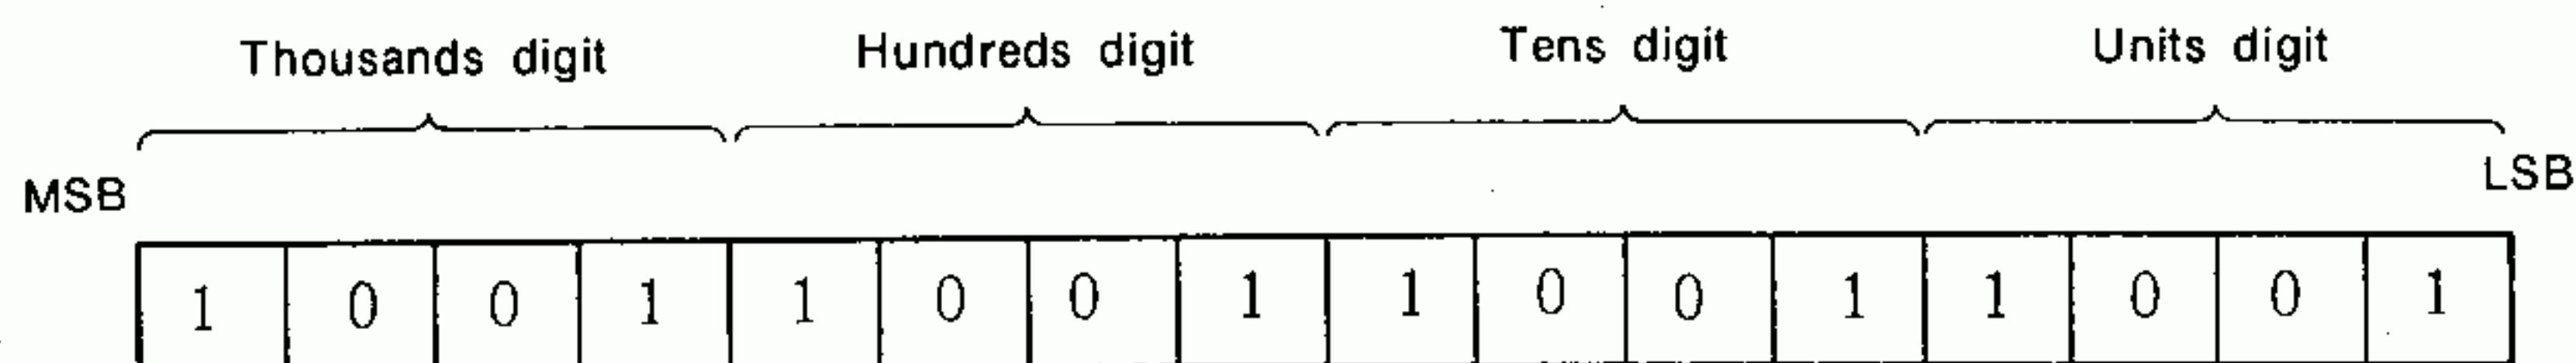 Thousands digit Hundreds digit Tens digit Units digit
MSB LSB
1 0 0 1 1 0 0 1 1 0 0 1 1 0 0 1